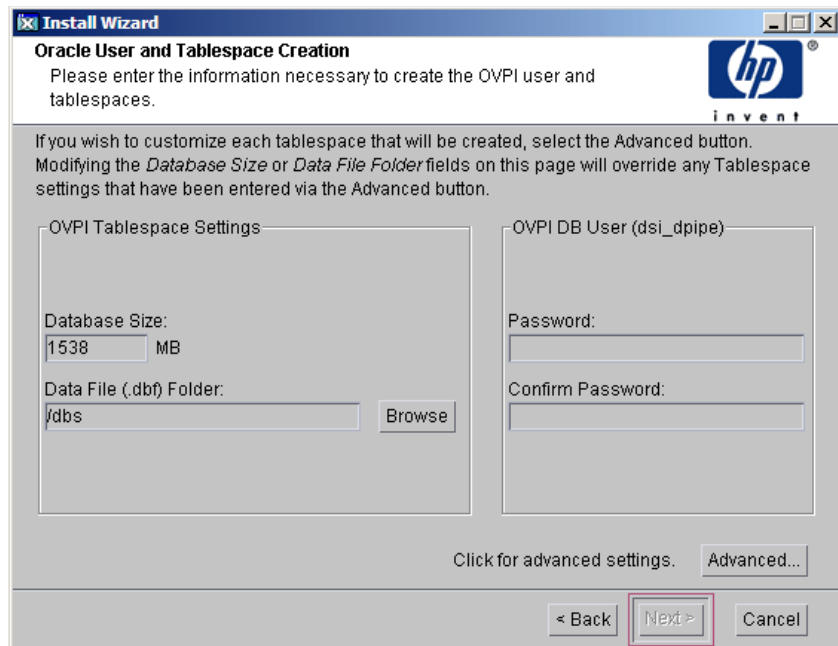 Install Wizard
Oracle User and Tablespace Creation
Please enter the information necessary to create the OVPI user and
tablespaces.
hp
®
invent
If you wish to customize each tablespace that will be created, select the Advanced button.
Modifying the Database Size or Data File Folder fields on this page will override any Tablespace
settings that have been entered via the Advanced button.
OVPI Tablespace Settings
Database Size:
1538 MB
Data File (.dbf) Folder:
/dbs Browse
OVPI DB User (dsi_dpipe)
Password:
Confirm Password:
Click for advanced settings. Advanced...
< Back Next > Cancel